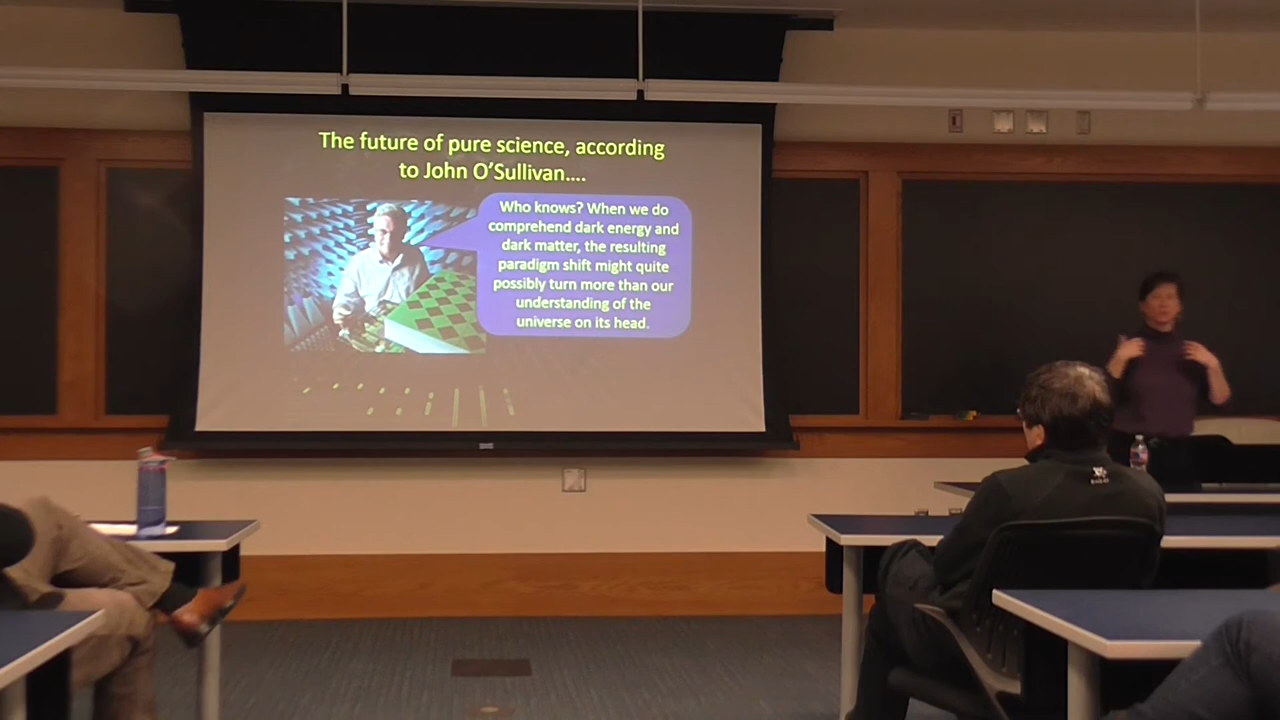 The future of pure science, according
to John O'Sullivan....
Who knows? When we do
comprehend dark energy and
dark matter, the resulting
paradigm shift might quite
possibly turn more than our
understanding of the
universe on its head.